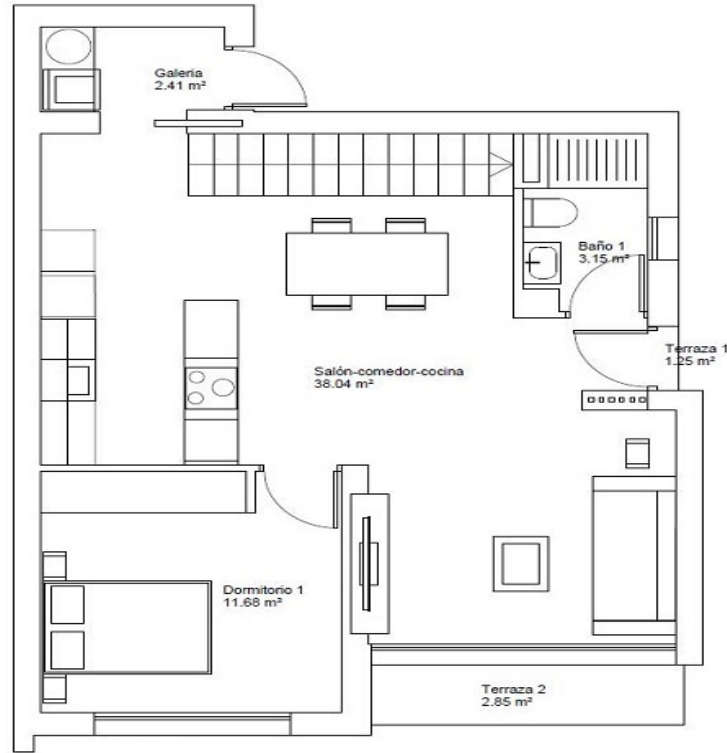 Galería
2.41 m²
Baño 1
3.15 m²
Terraza 1
1.25 m²
Salón-comedor-cocina
38.04 m²
Dormitorio 1
11.68 m²
Terraza 2
2.85 m²